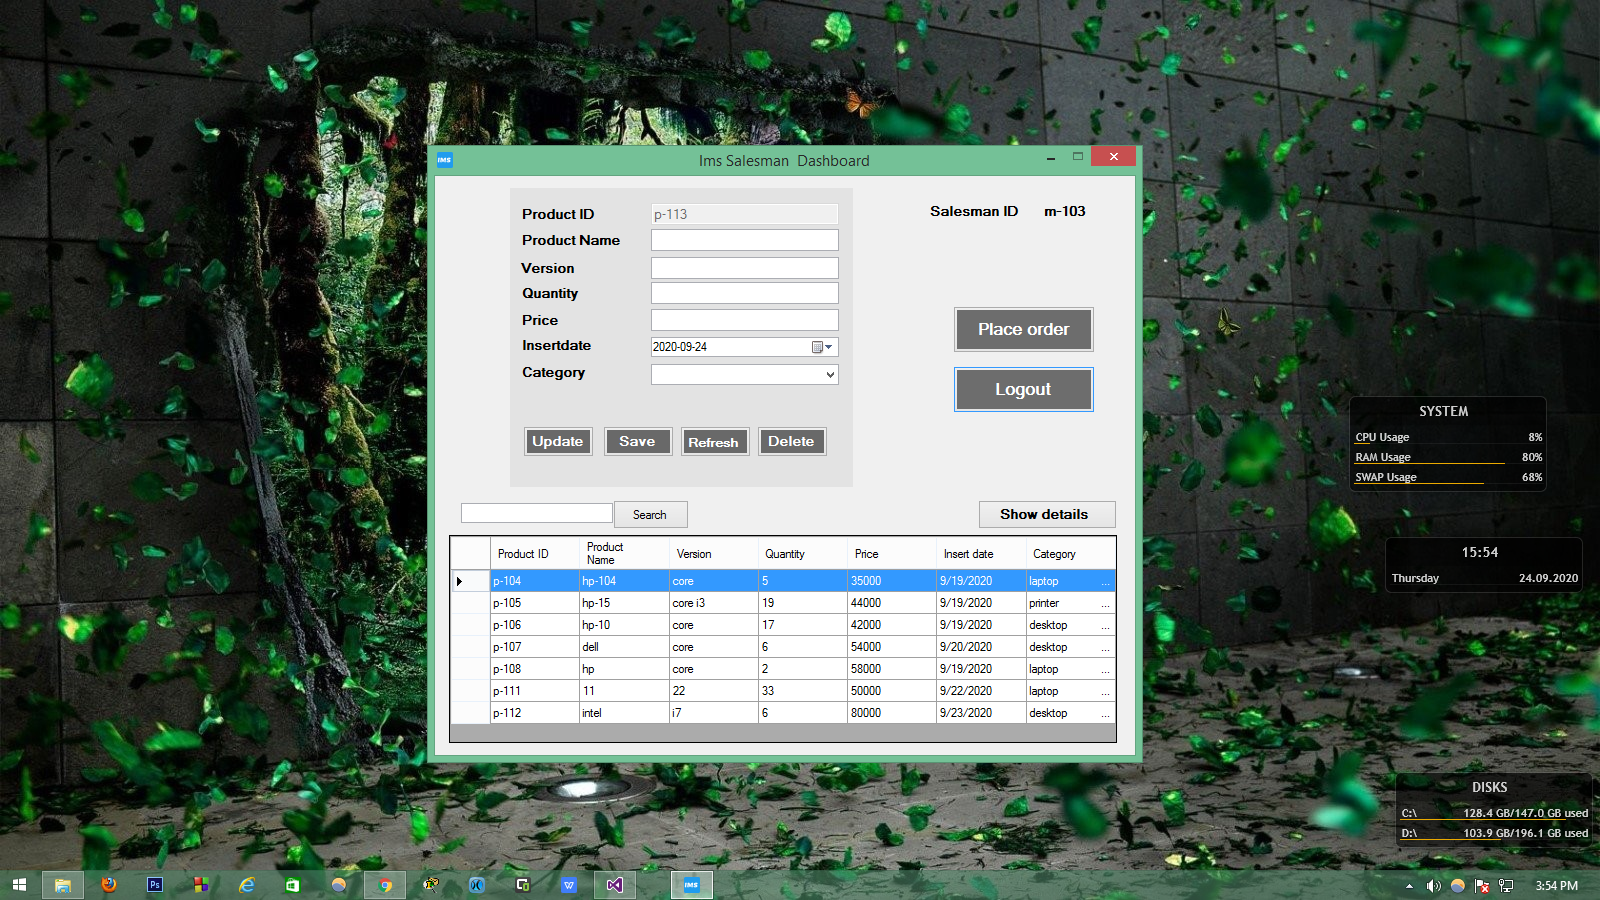 IMS Ims Salesman Dashboard
Product ID p-113
Product Name
Version
Quantity
Price
Insertdate 2020-09-24
Category
Update Save Refresh Delete
Salesman ID m-103
Place order
Logout
Search
Show details
Product ID Product Name Version Quantity Price Insert date Category
p-104 hp-104 core 5 35000 9/19/2020 laptop ...
p-105 hp-15 core i3 19 44000 9/19/2020 printer ...
p-106 hp-10 core 17 42000 9/19/2020 desktop ...
p-107 dell core 6 54000 9/20/2020 desktop ...
p-108 hp core 2 58000 9/19/2020 laptop ...
p-111 11 22 33 50000 9/22/2020 laptop ...
p-112 intel i7 6 80000 9/23/2020 desktop ...
SYSTEM
CPU Usage 8%
RAM Usage 80%
SWAP Usage 68%
15:54
Thursday 24.09.2020
DISKS
C:\ 128.4 GB/147.0 GB used
D:\ 103.9 GB/196.1 GB used
Ps
W
IMS
3:54 PM